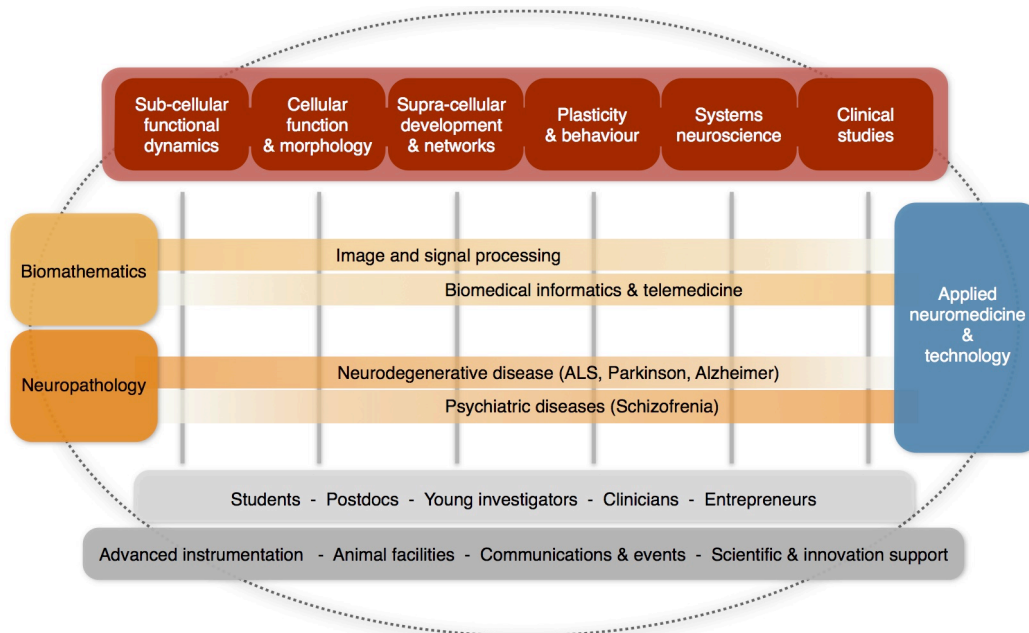 Sub-cellular
functional
dynamics
Cellular
function
& morphology
Supra-cellular
development
& networks
Plasticity
& behaviour
Systems
neuroscience
Clinical
studies
Biomathematics
Image and signal processing
Biomedical informatics & telemedicine
Neuropathology
Neurodegenerative disease (ALS, Parkinson, Alzheimer)
Psychiatric diseases (Schizofrenia)
Applied
neuromedicine
&
technology
Students - Postdocs - Young investigators - Clinicians - Entrepreneurs
Advanced instrumentation - Animal facilities - Communications & events - Scientific & innovation support